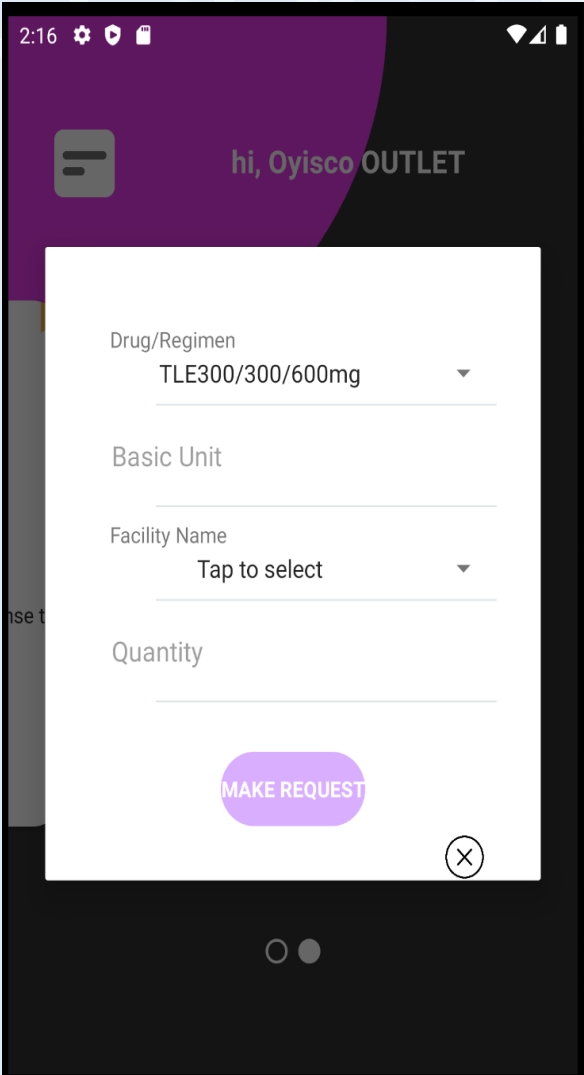 2:16
hi, Oyisco OUTLET
Drug/Regimen
TLE300/300/600mg
Basic Unit
Facility Name
Tap to select
nse t
Quantity
MAKE REQUEST